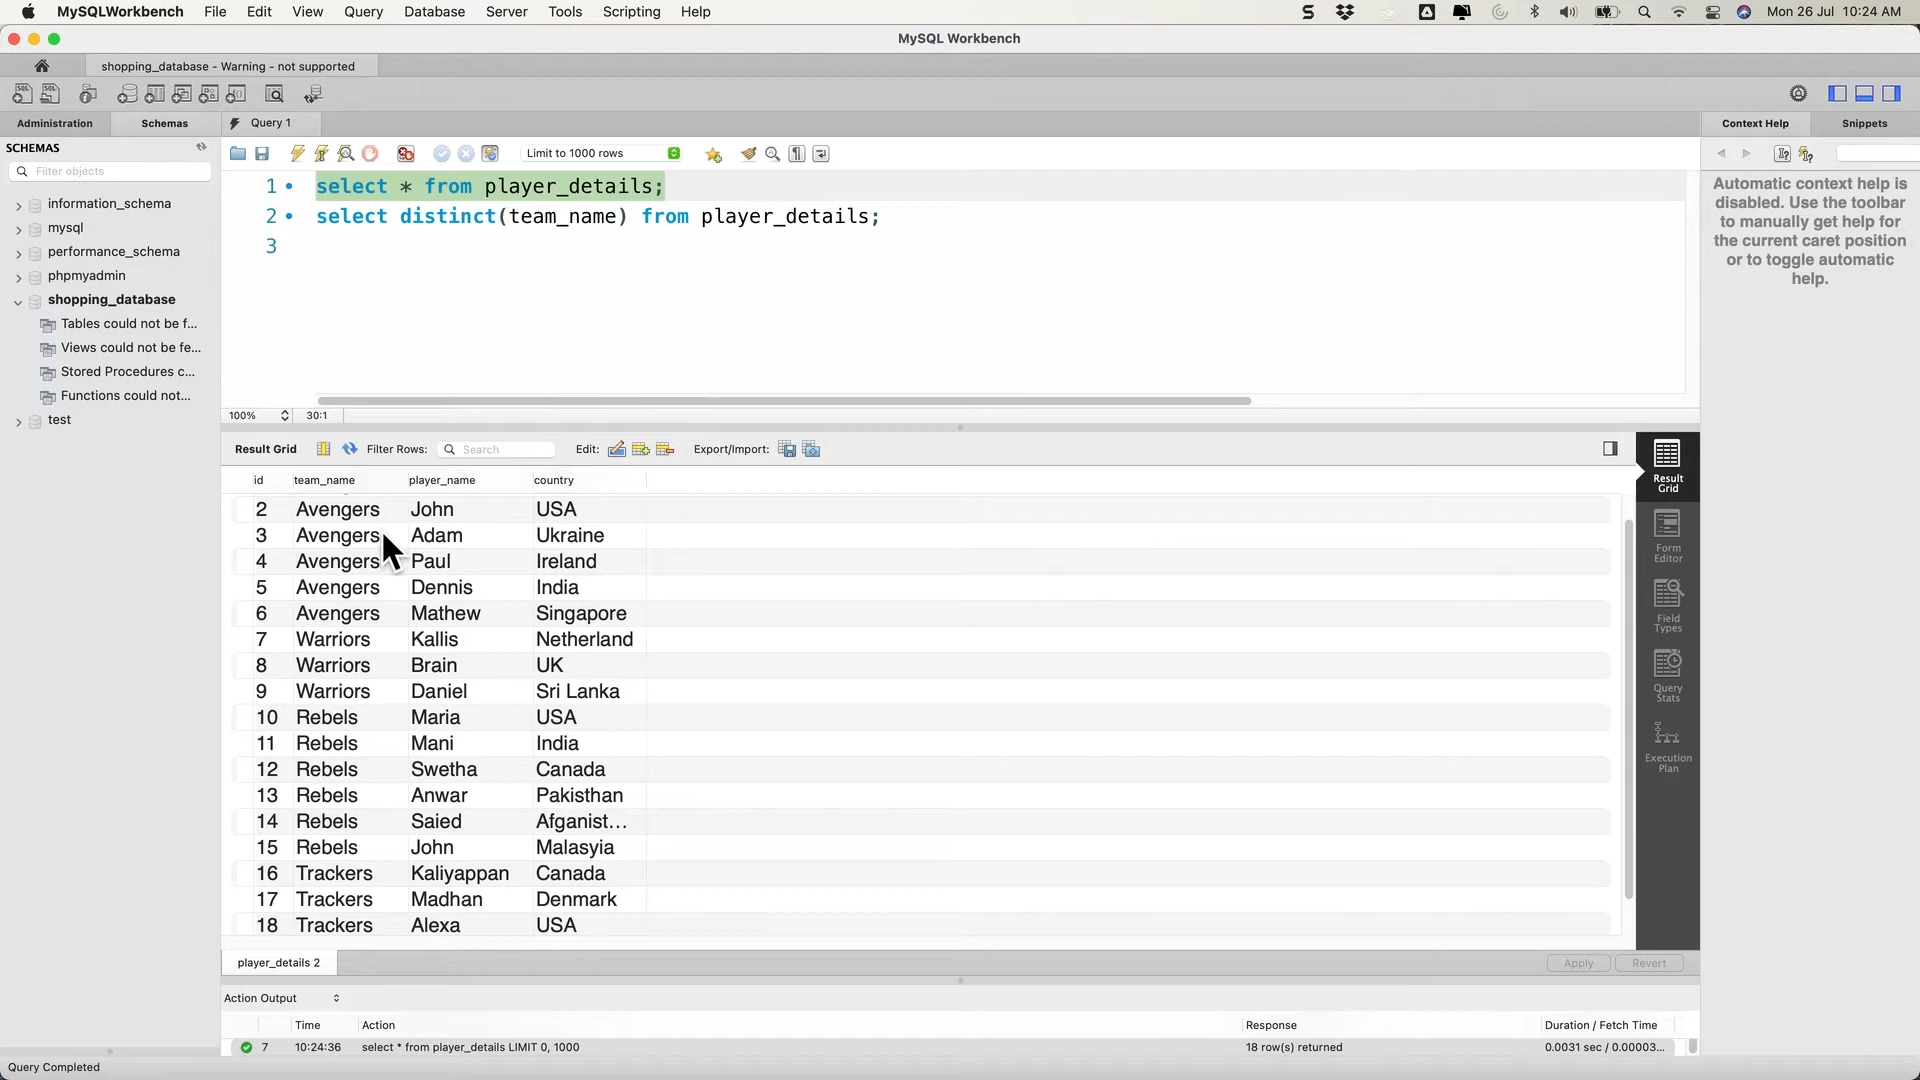 MySQLWorkbench File Edit View Query Database Server Tools Scripting Help Mon 26 Jul 10:24 AM
MySQL Workbench
shopping_database - Warning - not supported
Administration Schemas Query 1 Context Help Snippets
SCHEMAS
Limit to 1000 rows
Filter objects
information_schema
mysql
performance_schema
phpmyadmin
shopping_database
Tables could not be f...
Views could not be fe...
Stored Procedures c...
Functions could not...
test
1 select * from player_details;
2 select distinct(team_name) from player_details;
3
Automatic context help is
disabled. Use the toolbar
to manually get help for
the current caret position
or to toggle automatic
help.
100% 30:1
Result Grid Filter Rows: Search Edit: Export/Import:
id team_name player_name country
2 Avengers John USA
3 Avengers Adam Ukraine
4 Avengers Paul Ireland
5 Avengers Dennis India
6 Avengers Mathew Singapore
7 Warriors Kallis Netherland
8 Warriors Brain UK
9 Warriors Daniel Sri Lanka
10 Rebels Maria USA
11 Rebels Mani India
12 Rebels Swetha Canada
13 Rebels Anwar Pakisthan
14 Rebels Saied Afganist...
15 Rebels John Malasyia
16 Trackers Kaliyappan Canada
17 Trackers Madhan Denmark
18 Trackers Alexa USA
Result
Grid
Form
Editor
Field
Types
Query
Stats
Execution
Plan
player_details 2 Apply Revert
Action Output
Time Action Response Duration / Fetch Time
7 10:24:36 select * from player_details LIMIT 0, 1000 18 row(s) returned 0.0031 sec / 0.00003...
Query Completed